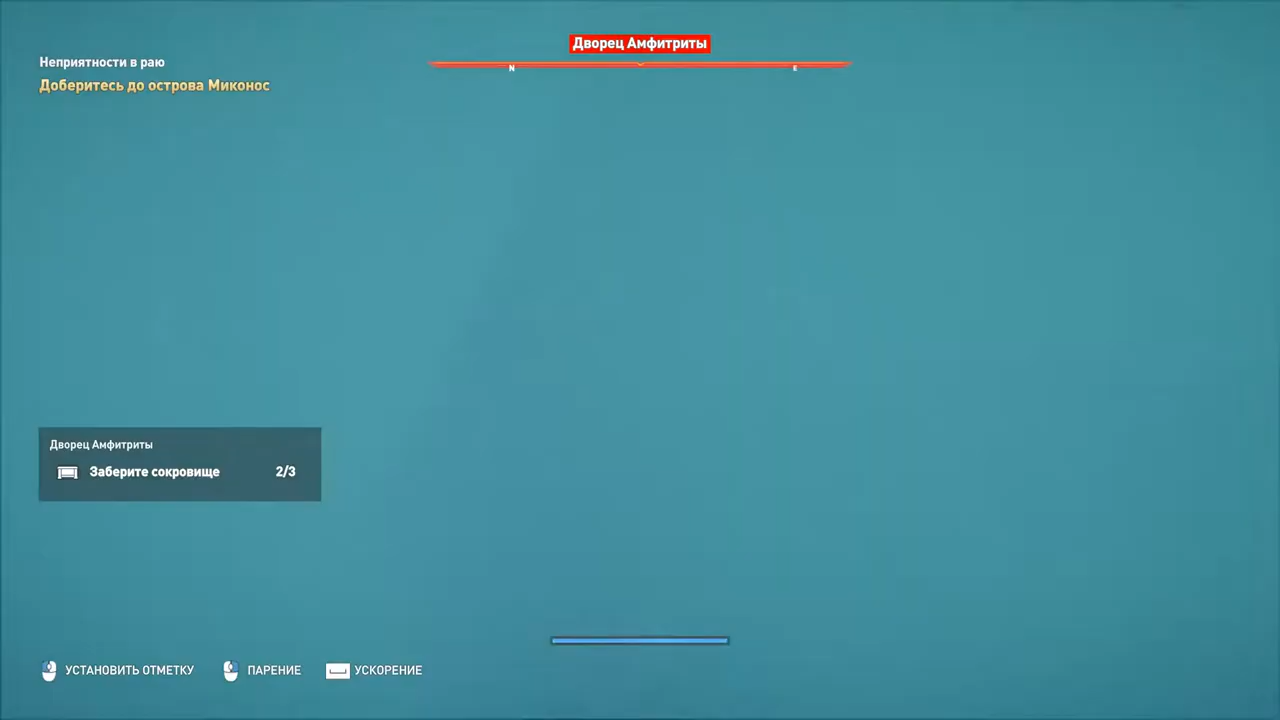 Дворец Амфитриты
N
E
Неприятности в раю
Доберитесь до острова Миконос
Дворец Амфитриты
Заберите сокровище 2/3
УСТАНОВИТЬ ОТМЕТКУ ПАРЕНИЕ УСКОРЕНИЕ